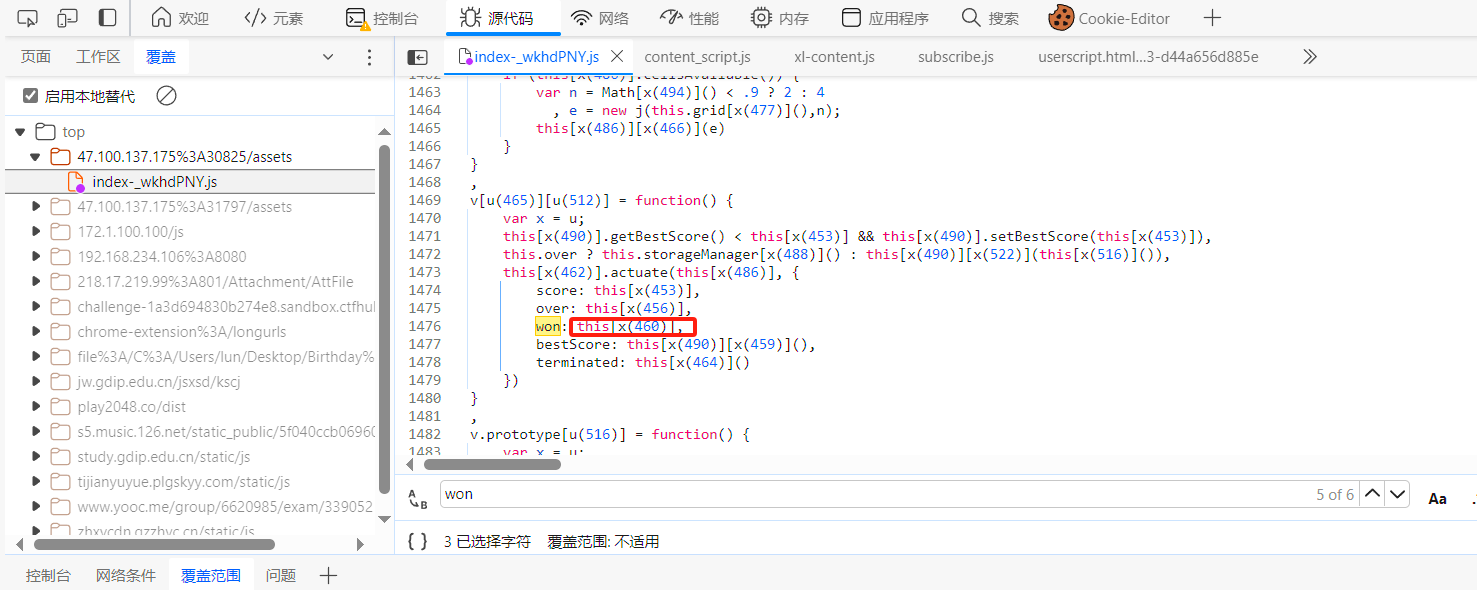 欢迎 元素 控制台 源代码 网络 性能 内存 应用程序 搜索 Cookie-Editor
页面 工作区 覆盖
index-_wkhdPNY.js content_script.js xl-content.js subscribe.js userscript.html...3-d44a656d885e
启用本地替代
top
47.100.137.175%3A30825/assets
index-_wkhdPNY.js
47.100.137.175%3A31797/assets
172.1.100.100/js
192.168.234.106%3A8080
218.17.219.99%3A801/Attachment/AttFile
challenge-1a3d694830b274e8.sandbox.ctfhu
chrome-extension%3A/longurls
file%3A/C%3A/Users/lun/Desktop/Birthday%
jw.gdip.edu.cn/jsxsd/kscj
play2048.co/dist
s5.music.126.net/static_public/5f040ccb0696
study.gdip.edu.cn/static/js
tijianyuyue.plgskyy.com/static/js
www.yooc.me/group/6620985/exam/339052
zhxycdn.gzzhyc.cn/static/js
1462 if (this[x(486)].cellsAvailable()) {
1463 var n = Math[x(494)]() < .9 ? 2 : 4
1464 , e = new j(this.grid[x(477)](),n);
1465 this[x(486)][x(466)](e)
1466 }
1467 }
1468 ,
1469 v[u(465)][u(512)] = function() {
1470 var x = u;
1471 this[x(490)].getBestScore() < this[x(453)] && this[x(490)].setBestScore(this[x(453)]),
1472 this.over ? this.storageManager[x(488)]() : this[x(490)][x(522)](this[x(516)]()),
1473 this[x(462)].actuate(this[x(486)], {
1474 score: this[x(453)],
1475 over: this[x(456)],
1476 won: this[x(460)],
1477 bestScore: this[x(490)][x(459)](),
1478 terminated: this[x(464)]()
1479 })
1480 }
1481 ,
1482 v.prototype[u(516)] = function() {
1483 var x = u;
won 5 of 6 Aa
{ } 3 已选择字符 覆盖范围: 不适用
控制台 网络条件 覆盖范围 问题